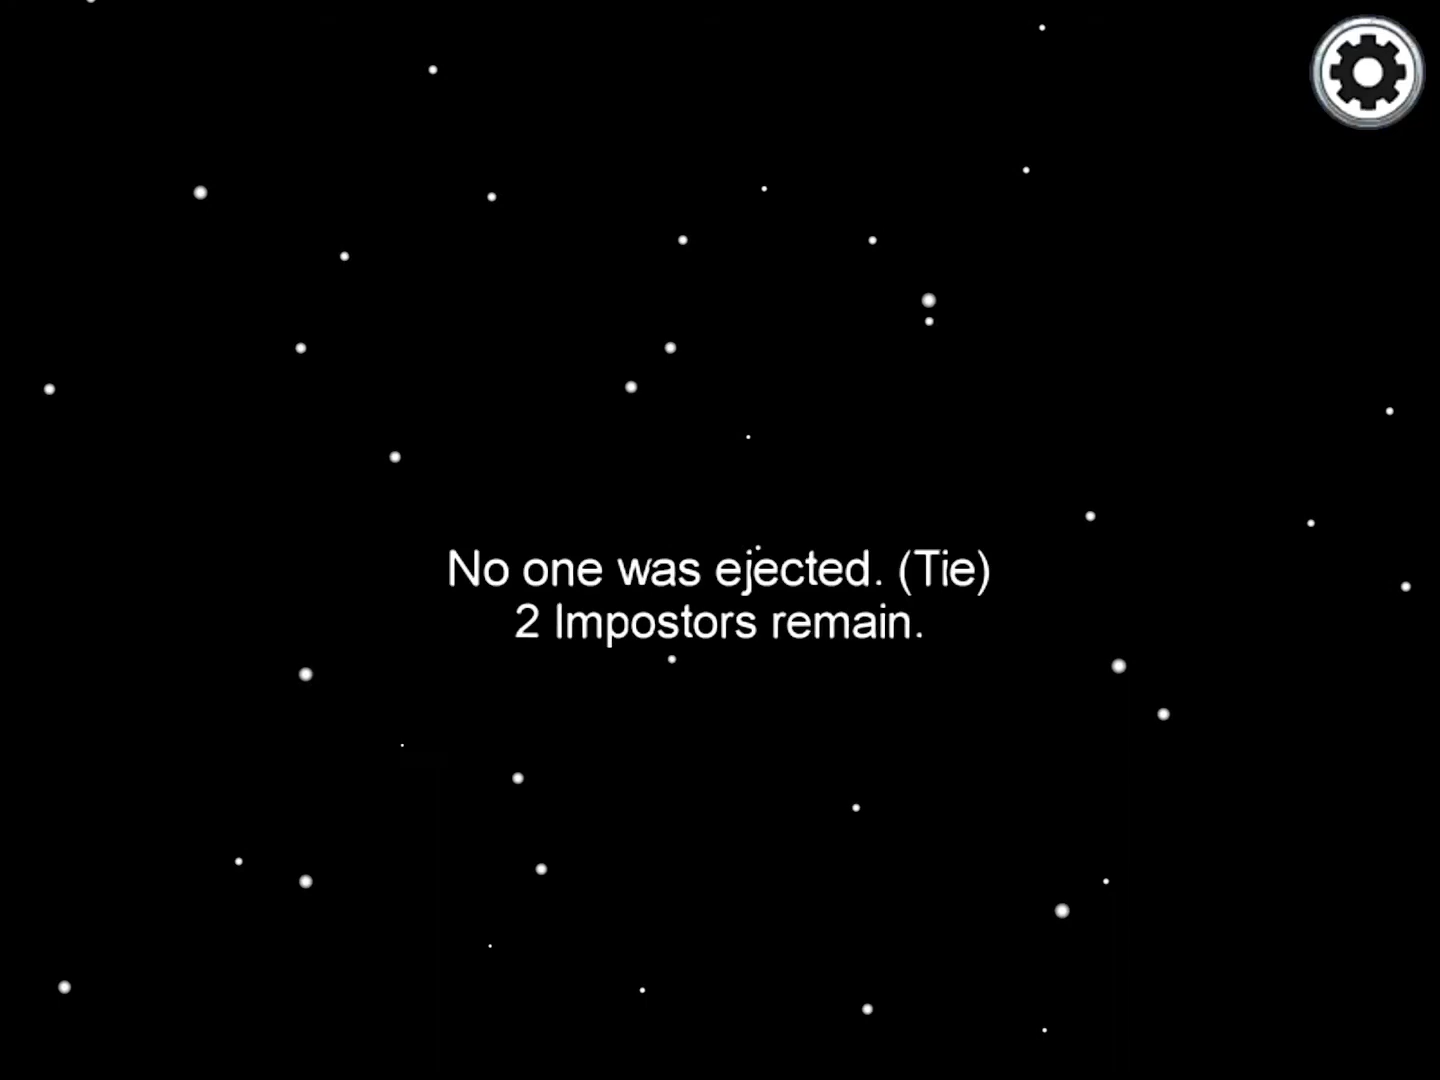 No one was ejected. (Tie)
2 Impostors remain.